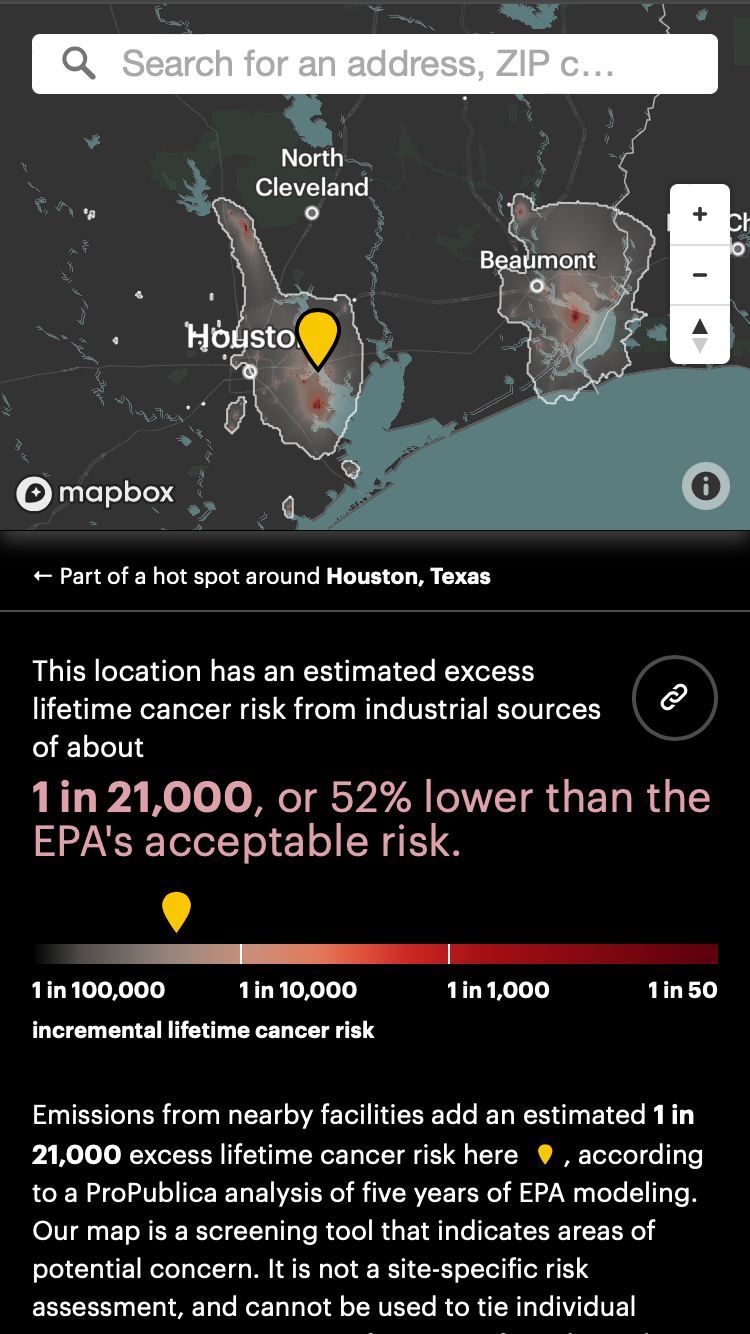 Search for an address, ZIP c…
North
Cleveland
Ch
Beaumont
Housto
mapbox
← Part of a hot spot around Houston, Texas
This location has an estimated excess
lifetime cancer risk from industrial sources
of about
1 in 21,000, or 52% lower than the
EPA's acceptable risk.
1 in 100,000 1 in 10,000 1 in 1,000 1 in 50
incremental lifetime cancer risk
Emissions from nearby facilities add an estimated 1 in
21,000 excess lifetime cancer risk here , according
to a ProPublica analysis of five years of EPA modeling.
Our map is a screening tool that indicates areas of
potential concern. It is not a site-specific risk
assessment, and cannot be used to tie individual